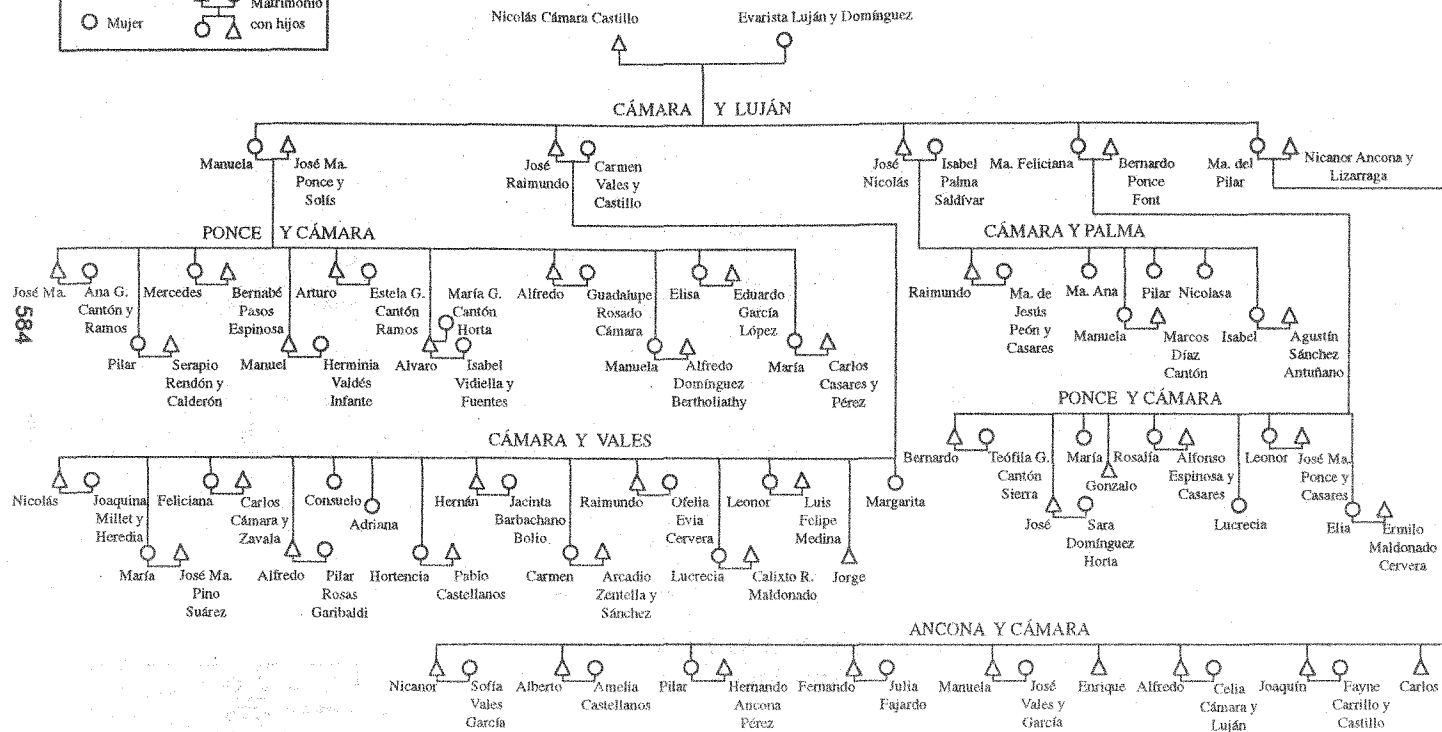 Matrimonio
Mujer
con hijos
Nicolás Cámara Castillo
Evarista Luján y Domínguez
CÁMARA Y LUJÁN
Manuela
José Ma.
Ponce y
Solís
José
Raimundo
Carmen
Vales y
Castillo
José
Nicolás
Isabel
Palma
Saldívar
Ma. Feliciana
Bernardo
Ponce
Font
Ma. del
Pilar
Nicanor Ancona y
Lizarraga
PONCE Y CÁMARA
José Ma.
Ana G.
Cantón y
Ramos
Pilar
Serapio
Rendón y
Calderón
Mercedes
Bernabé
Pasos
Espinosa
Manuel
Herminia
Valdés
Infante
Arturo
Estela G.
Cantón
Ramos
María G.
Cantón
Horta
Alvaro
Isabel
Vidiella y
Fuentes
Alfredo
Guadalupe
Rosado
Cámara
Manuela
Alfredo
Domínguez
Bertholiathy
Elisa
Eduardo
García
López
María
Carlos
Casares y
Pérez
CÁMARA Y PALMA
Raimundo
Ma. de
Jesús
Peón y
Casares
Ma. Ana
Manuela
Marcos
Díaz
Cantón
Pilar
Nicolasa
Isabel
Agustín
Sánchez
Antuñano
584
PONCE Y CÁMARA
Bernardo
Teófila G.
Cantón
Sierra
José
Sara
Domínguez
Horta
María
Gonzalo
Rosalía
Alfonso
Espinosa y
Casares
Lucrecia
Leonor
José Ma.
Ponce y
Casares
Elia
Ermilo
Maldonado
Cervera
CÁMARA Y VALES
Nicolás
Joaquina
Millet y
Heredia
María
José Ma.
Pino
Suárez
Feliciana
Carlos
Cámara y
Zavala
Alfredo
Pilar
Rosas
Garibaldi
Consuelo
Adriana
Hortencia
Pablo
Castellanos
Hernán
Jacinta
Barbachano
Bolio
Carmen
Arcadio
Zentella y
Sánchez
Raimundo
Ofelia
Evia
Cervera
Lucrecia
Calixto R.
Maldonado
Leonor
Luis
Felipe
Medina
Jorge
Margarita
ANCONA Y CÁMARA
Nicanor
Sofía
Vales
García
Alberto
Amelia
Castellanos
Pilar
Hernando
Ancona
Pérez
Fernando
Julia
Fajardo
Manuela
José
Vales y
García
Enrique
Alfredo
Celia
Cámara y
Luján
Joaquín
Fayne
Carrillo y
Castillo
Carlos